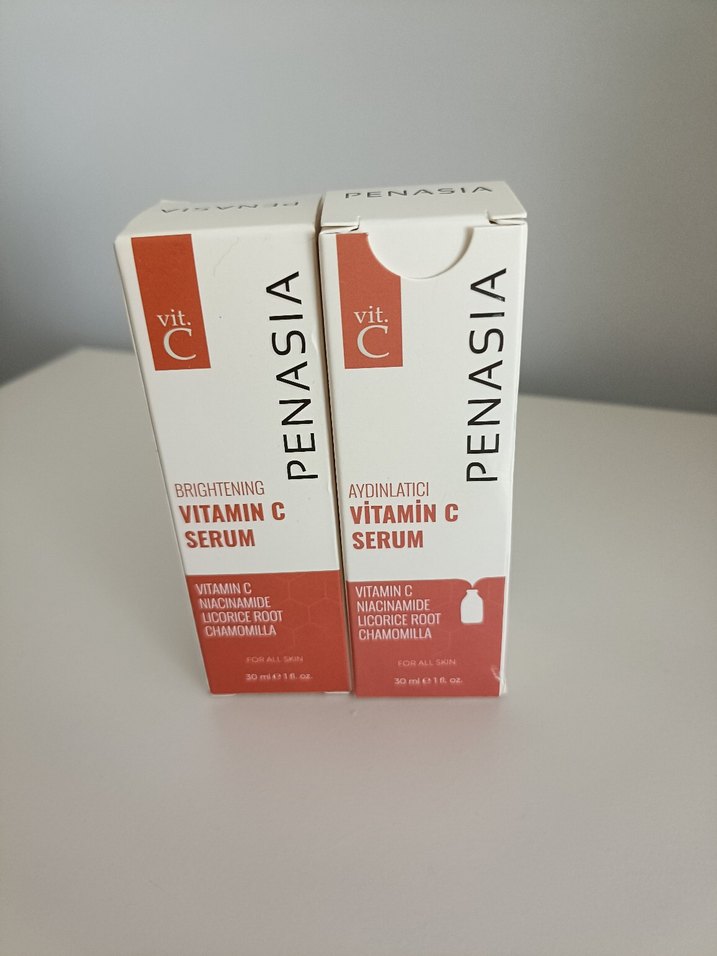 PENASIA
vit.
C
PENASIA
BRIGHTENING
VITAMIN C
SERUM
VITAMIN C
NIACINAMIDE
LICORICE ROOT
CHAMOMILLA
FOR ALL SKIN
30 ml e 1 fl. oz.
PENASIA
vit.
C
PENASIA
AYDINLATICI
VİTAMİN C
SERUM
VITAMIN C
NIACINAMIDE
LICORICE ROOT
CHAMOMILLA
FOR ALL SKIN
30 ml e 1 fl. oz.